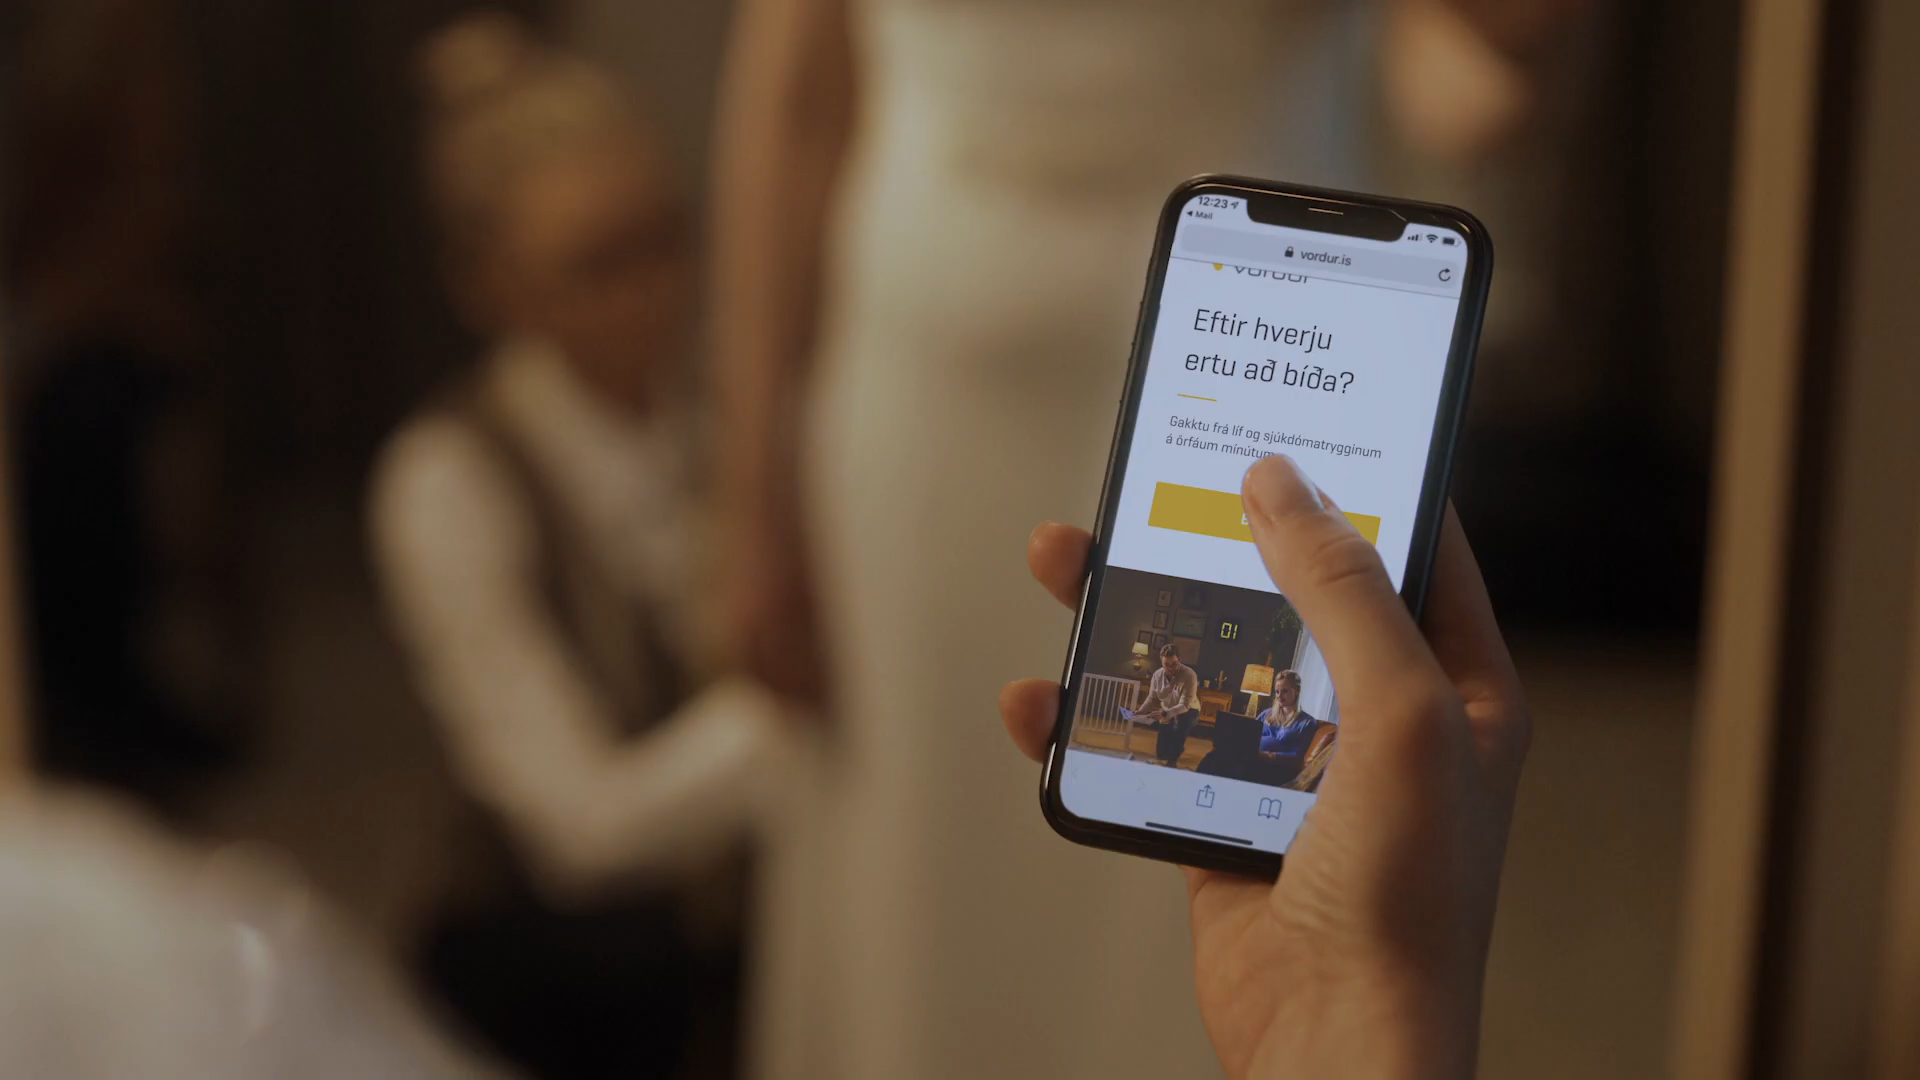 12:23
Mail
vordur.is
Eftir hverju
ertu að bíða?
Gakktu frá líf og sjúkdómatrygginum
á örfáum mínútum
01